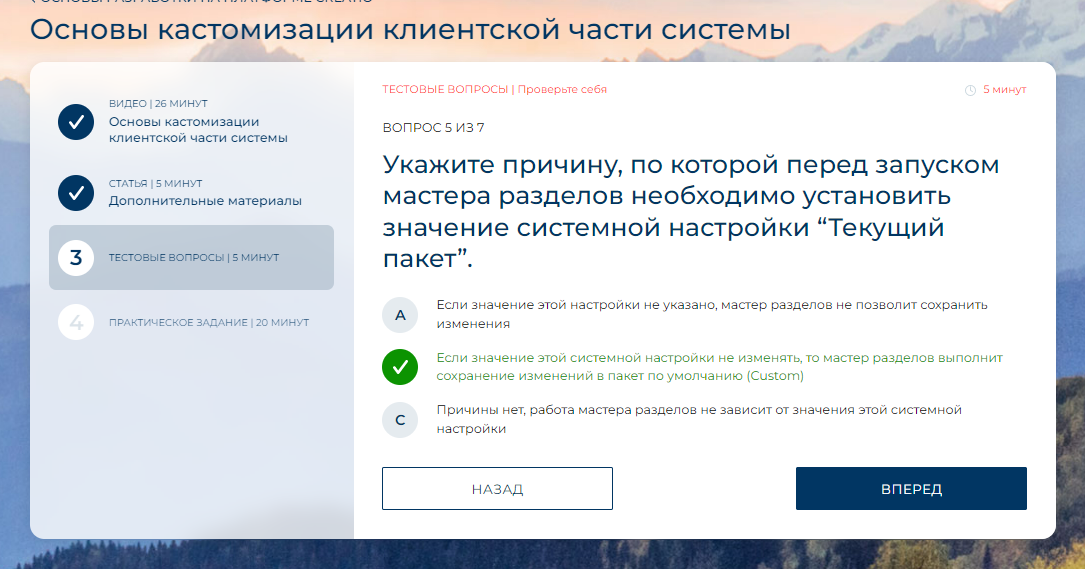 Основы кастомизации клиентской части системы
ВИДЕО | 26 МИНУТ
Основы кастомизации
клиентской части системы
СТАТЬЯ | 5 МИНУТ
Дополнительные материалы
3
ТЕСТОВЫЕ ВОПРОСЫ | 5 МИНУТ
4
ПРАКТИЧЕСКОЕ ЗАДАНИЕ | 20 МИНУТ
ТЕСТОВЫЕ ВОПРОСЫ | Проверьте себя
5 минут
ВОПРОС 5 ИЗ 7
Укажите причину, по которой перед запуском
мастера разделов необходимо установить
значение системной настройки “Текущий
пакет”.
A
Если значение этой настройки не указано, мастер разделов не позволит сохранить
изменения
Если значение этой системной настройки не изменять, то мастер разделов выполнит
сохранение изменений в пакет по умолчанию (Custom)
C
Причины нет, работа мастера разделов не зависит от значения этой системной
настройки
НАЗАД
ВПЕРЕД